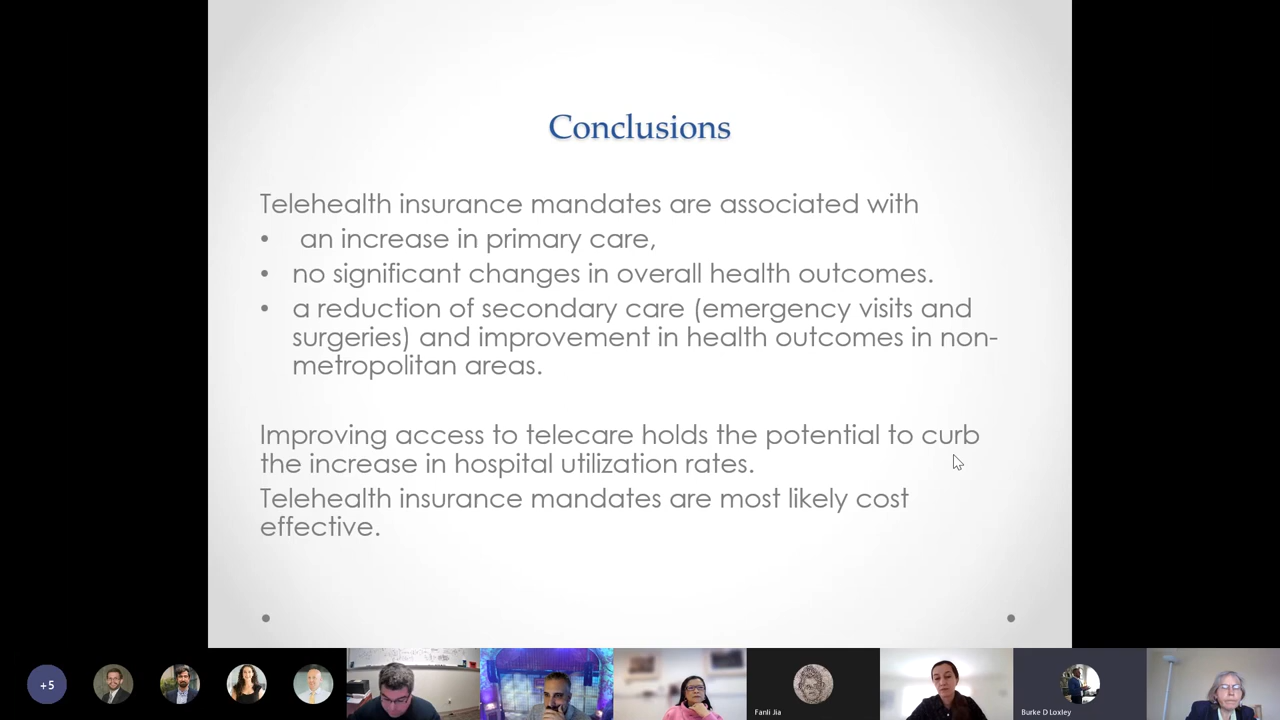 Conclusions
Telehealth insurance mandates are associated with
• an increase in primary care,
• no significant changes in overall health outcomes.
• a reduction of secondary care (emergency visits and
surgeries) and improvement in health outcomes in non-
metropolitan areas.
Improving access to telecare holds the potential to curb
the increase in hospital utilization rates.
Telehealth insurance mandates are most likely cost
effective.
+5
Fanli Jia
Burke D Loxley